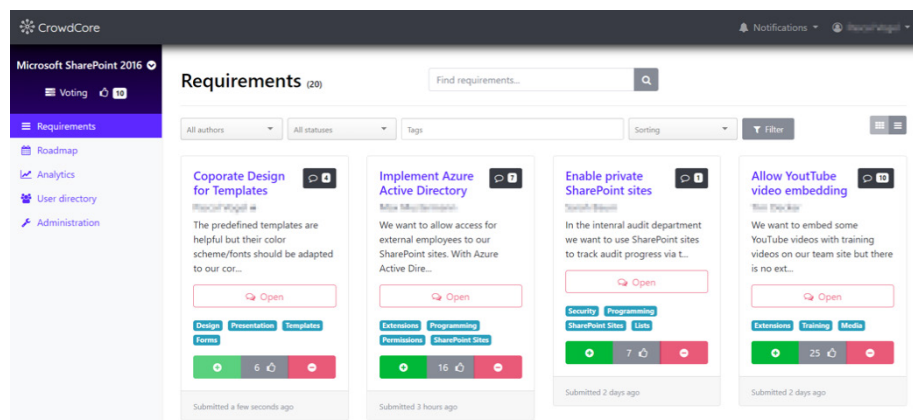 CrowdCore
Notifications
Microsoft SharePoint 2016
Voting 10
Requirements
Roadmap
Analytics
User directory
Administration
Requirements (20)
Find requirements...
All authors
All statuses
Tags
Sorting
Filter
Coporate Design
for Templates
4
The predefined templates are
helpful but their color
scheme/fonts should be adapted
to our cor...
Open
Design Presentation Templates
Forms
6
Submitted a few seconds ago
Implement Azure
Active Directory
7
We want to allow access for
external employees to our
SharePoint sites. With Azure
Active Dire...
Open
Extensions Programming
Permissions SharePoint Sites
16
Submitted 3 hours ago
Enable private
SharePoint sites
1
In the intenral audit department
we want to use SharePoint sites
to track audit progress via t...
Open
Security Programming
SharePoint Sites Lists
7
Submitted 2 days ago
Allow YoutTube
video embedding
10
We want to embed some
YouTube videos with training
videos on our team site but there
is no ext...
Open
Extensions Training Media
25
Submitted 2 days ago